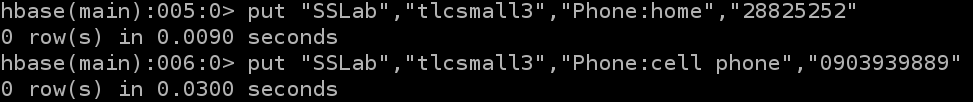 hbase(main):005:0> put "SSLab","tlcsmall3","Phone:home","28825252"
0 row(s) in 0.0090 seconds
hbase(main):006:0> put "SSLab","tlcsmall3","Phone:cell phone","0903939889"
0 row(s) in 0.0300 seconds